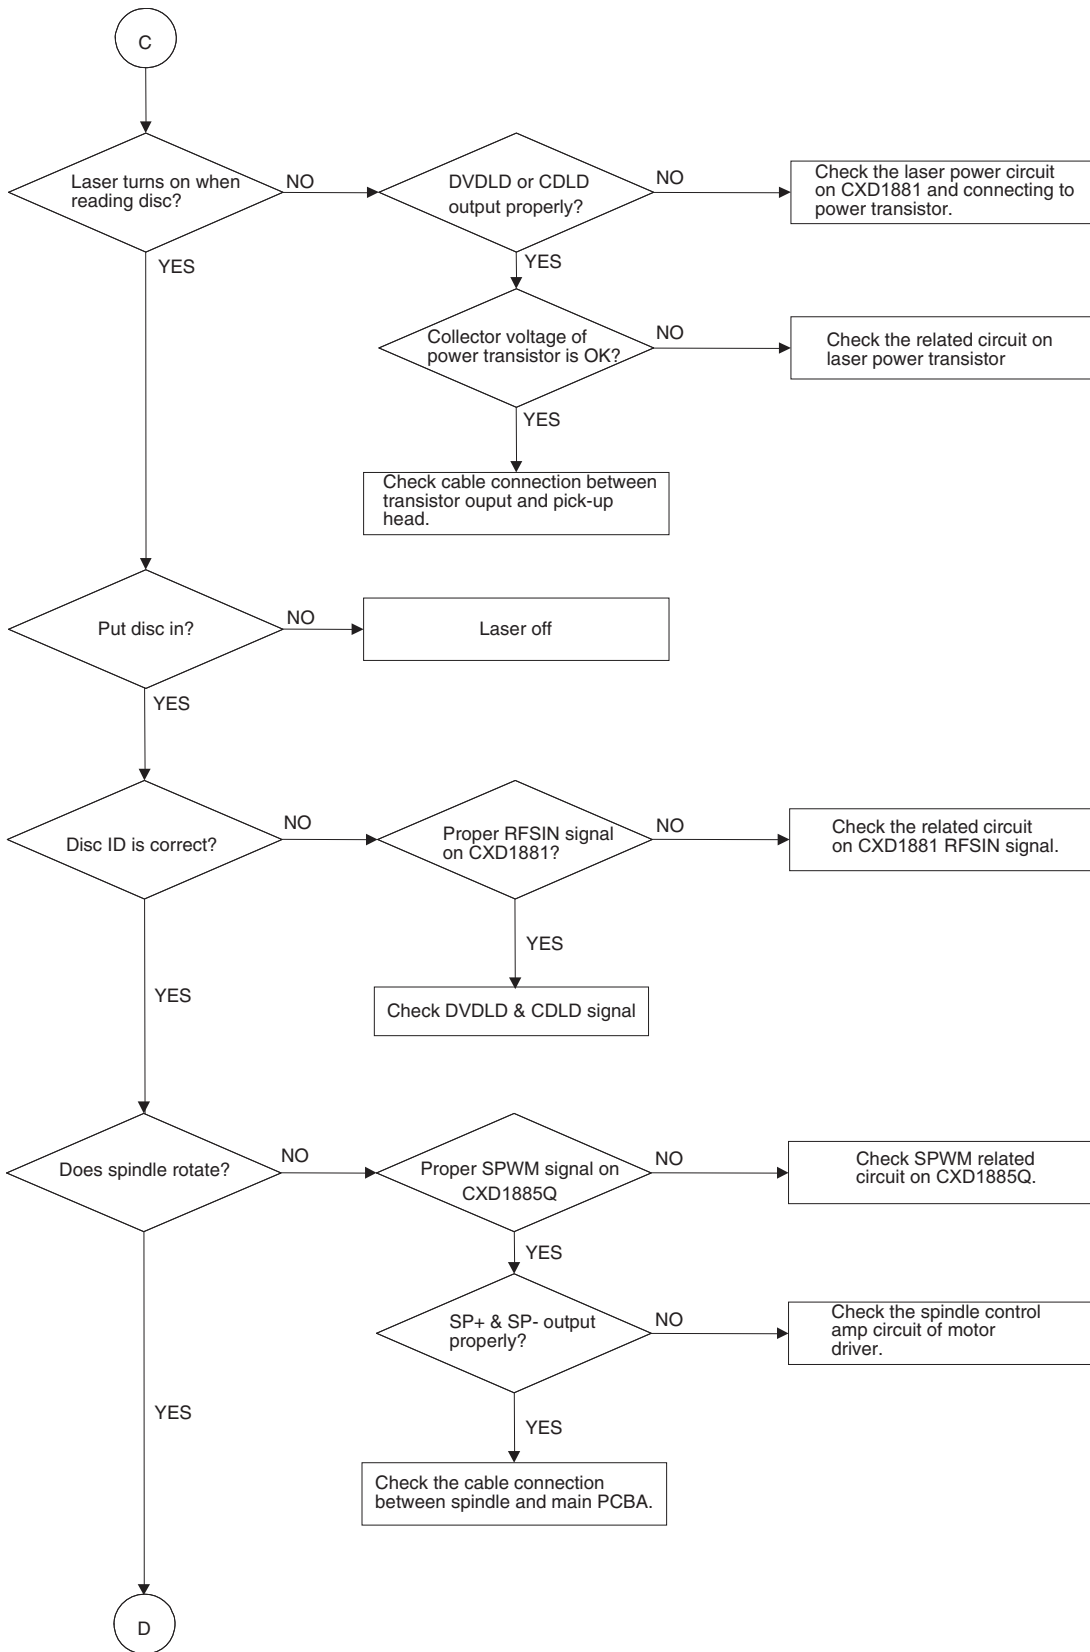 C
Laser turns on when
reading disc?
NO
DVDLD or CDLD
output properly?
NO
Check the laser power circuit
on CXD1881 and connecting to
power transistor.
YES
YES
Collector voltage of
power transistor is OK?
NO
Check the related circuit on
laser power transistor
YES
Check cable connection between
transistor ouput and pick-up
head.
Put disc in?
NO
Laser off
YES
Disc ID is correct?
NO
Proper RFSIN signal
on CXD1881?
NO
Check the related circuit
on CXD1881 RFSIN signal.
YES
YES
Check DVDLD & CDLD signal
Does spindle rotate?
NO
Proper SPWM signal on
CXD1885Q
NO
Check SPWM related
circuit on CXD1885Q.
YES
SP+ & SP- output
properly?
NO
Check the spindle control
amp circuit of motor
driver.
YES
YES
Check the cable connection
between spindle and main PCBA.
D